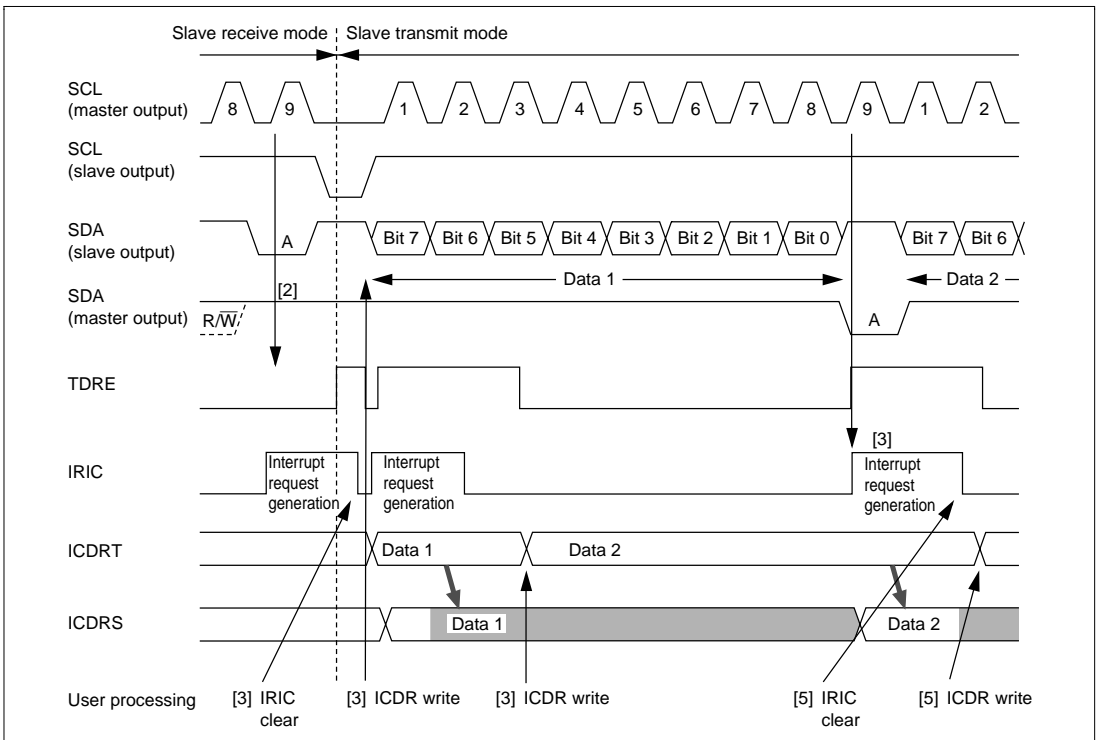 Slave receive mode Slave transmit mode
SCL
(master output)
8 9 1 2 3 4 5 6 7 8 9 1 2
SCL
(slave output)
SDA
(slave output)
A Bit 7 Bit 6 Bit 5 Bit 4 Bit 3 Bit 2 Bit 1 Bit 0 Bit 7 Bit 6
Data 1 Data 2
[2]
SDA
(master output)
R/W̅ A
TDRE
[3]
IRIC
Interrupt
request
generation
Interrupt
request
generation
Interrupt
request
generation
ICDRT
Data 1 Data 2
ICDRS
Data 1 Data 2
User processing
[3] IRIC
clear
[3] ICDR write
[3] ICDR write
[5] IRIC
clear
[5] ICDR write